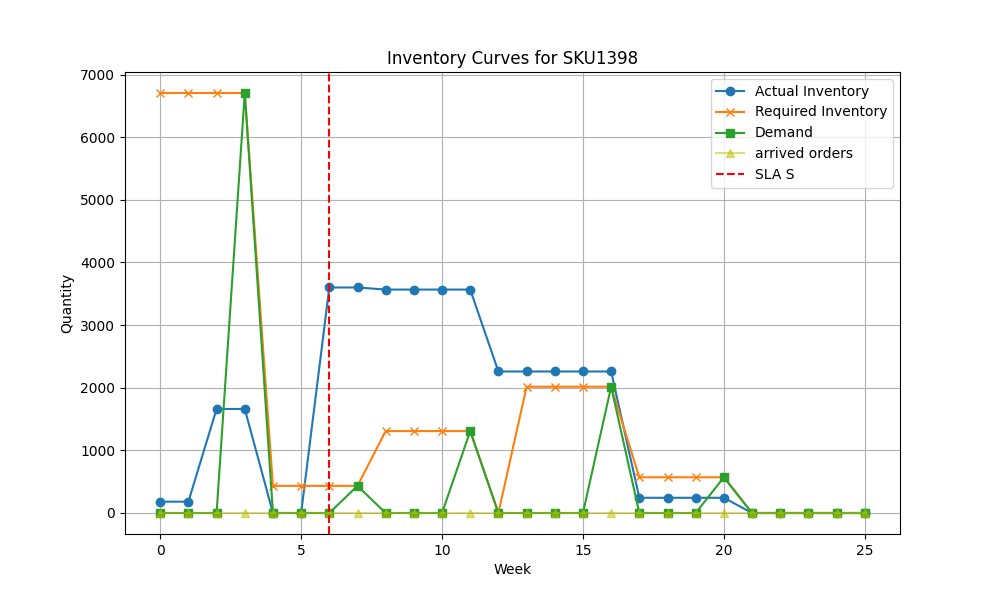 Inventory Curves for SKU1398
Actual Inventory
Required Inventory
Demand
arrived orders
SLA S
7000
6000
5000
4000
3000
2000
1000
0
Quantity
0 5 10 15 20 25
Week